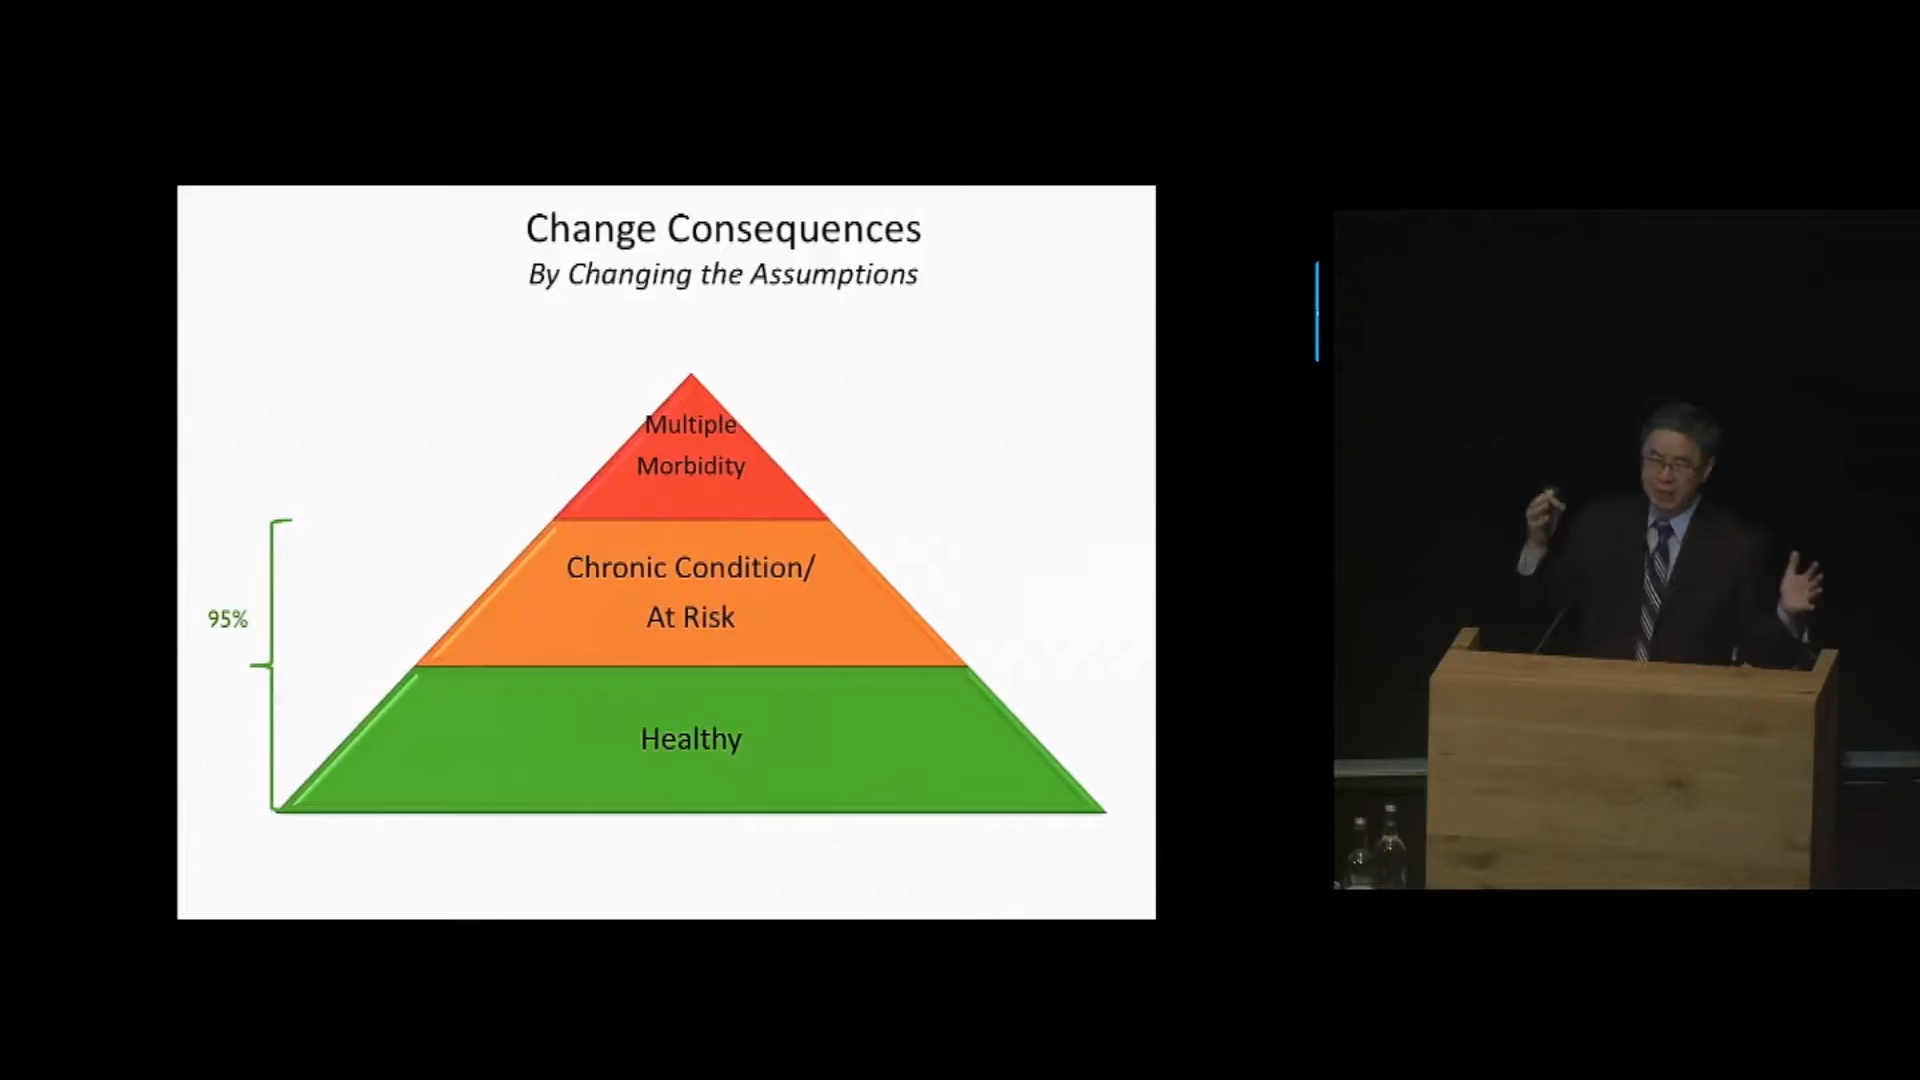 Change Consequences
By Changing the Assumptions
Multiple
Morbidity
Chronic Condition/
At Risk
95%
Healthy